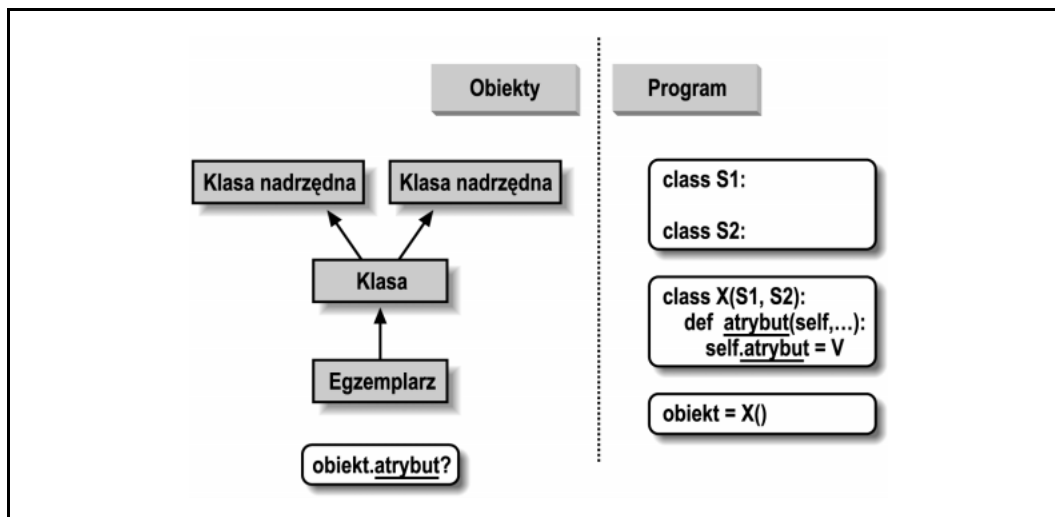 Obiekty
Program
Klasa nadrzędna
Klasa nadrzędna
Klasa
Egzemplarz
obiekt.atrybut?
class S1:
class S2:
class X(S1, S2):
def atrybut(self,…):
self.atrybut = V
obiekt = X()